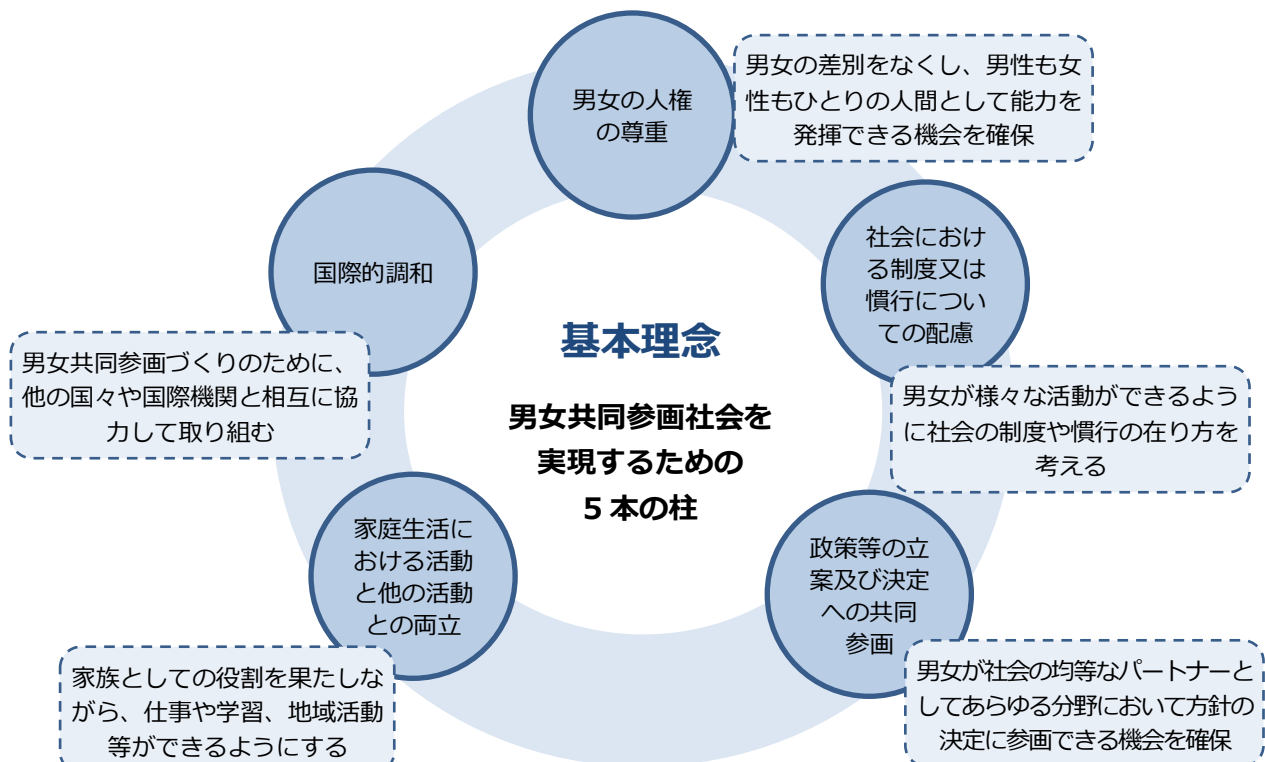 男女の人権
の尊重
男女の差別をなくし、男性も女
性もひとりの人間として能力を
発揮できる機会を確保
社会におけ
る制度又は
慣行につい
ての配慮
男女が様々な活動ができるよう
に社会の制度や慣行の在り方を
考える
政策等の立
案及び決定
への共同
参画
男女が社会の均等なパートナーと
してあらゆる分野において方針の
決定に参画できる機会を確保
家庭生活に
おける活動
と他の活動
との両立
家族としての役割を果たしな
がら、仕事や学習、地域活動
等ができるようにする
国際的調和
男女共同参画づくりのために、
他の国々や国際機関と相互に協
力して取り組む
基本理念
男女共同参画社会を
実現するための
5 本の柱